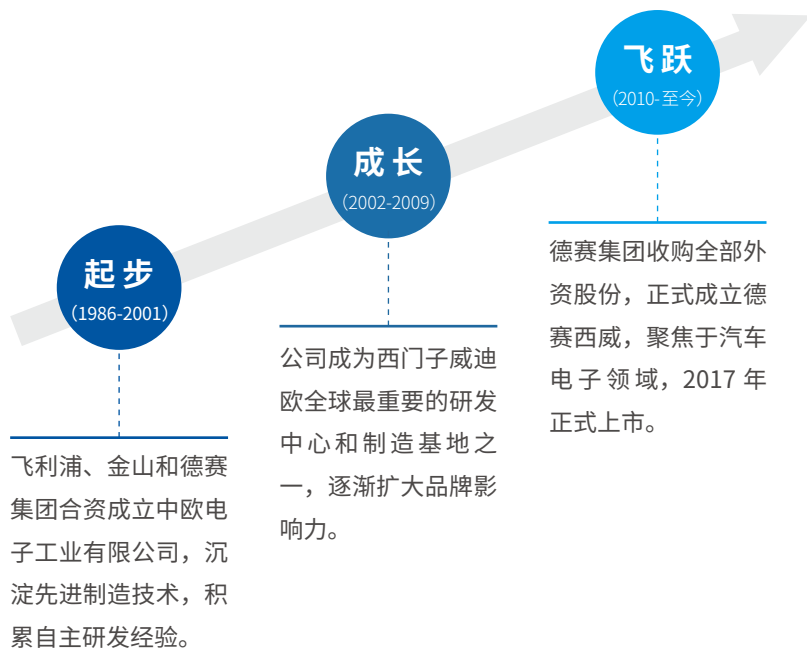 起步
（1986-2001）
飞利浦、金山和德赛
集团合资成立中欧电
子工业有限公司，沉
淀先进制造技术，积
累自主研发经验。
成长
（2002-2009）
公司成为西门子威迪
欧全球最重要的研发
中心和制造基地之
一，逐渐扩大品牌影
响力。
飞跃
（2010-至今）
德赛集团收购全部外
资股份，正式成立德
赛西威，聚焦于汽车
电子领域，2017 年
正式上市。